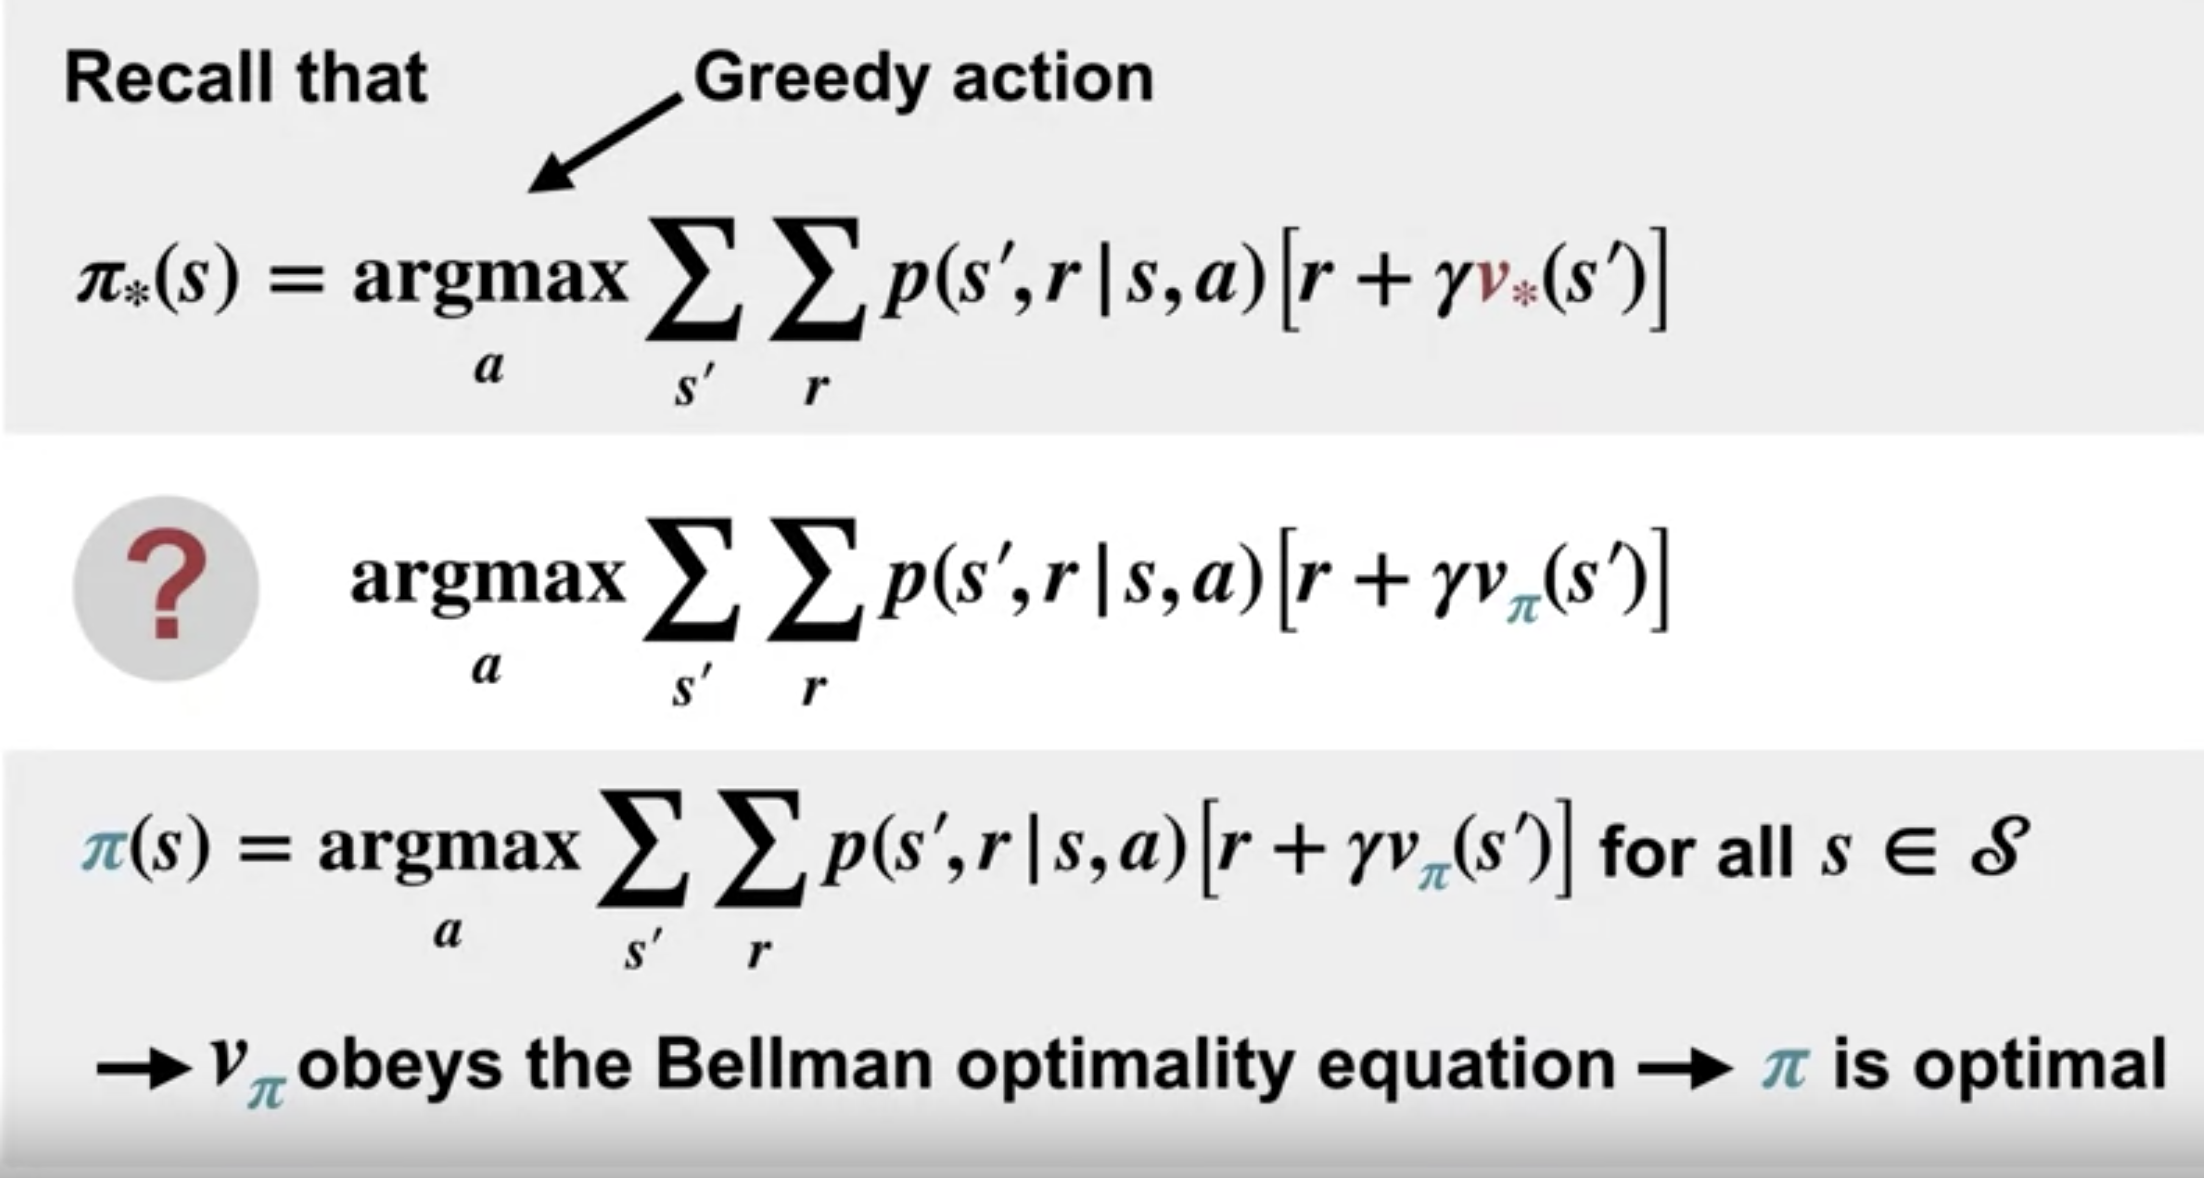 Recall that Greedy action
π*(s) = argmax ∑ ∑ p(s′, r | s, a)[r + γv*(s′)]
a s′ r
? argmax ∑ ∑ p(s′, r | s, a)[r + γvπ(s′)]
a s′ r
π(s) = argmax ∑ ∑ p(s′, r | s, a)[r + γvπ(s′)] for all s ∈ 𝒮
a s′ r
→ vπ obeys the Bellman optimality equation → π is optimal